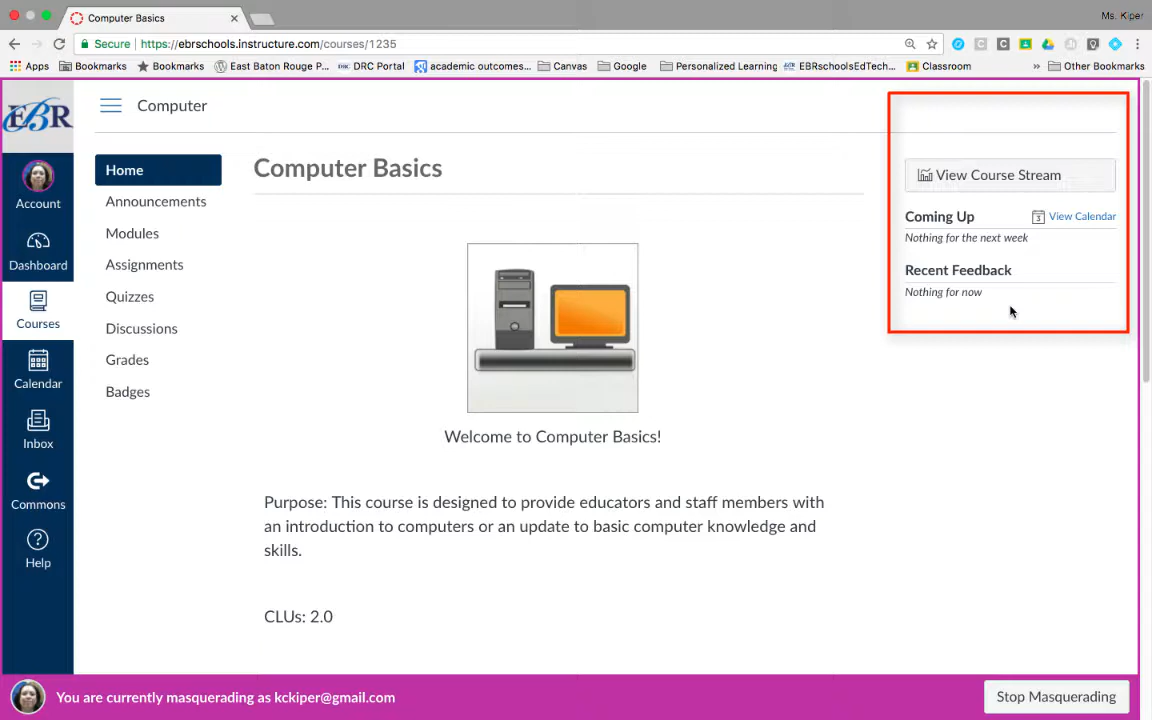 Computer Basics
Ms. Kiper
Secure
https://ebrschools.instructure.com/courses/1235
Apps
Bookmarks
Bookmarks
East Baton Rouge P...
DRC Portal
academic outcomes...
Canvas
Google
Personalized Learning
EBRschoolsEdTech...
Classroom
»
Other Bookmarks
EBR
Account
Dashboard
Courses
Calendar
Inbox
Commons
Help
Computer
Home
Announcements
Modules
Assignments
Quizzes
Discussions
Grades
Badges
Computer Basics
Welcome to Computer Basics!
Purpose: This course is designed to provide educators and staff members with
an introduction to computers or an update to basic computer knowledge and
skills.
CLUs: 2.0
View Course Stream
Coming Up
3 View Calendar
Nothing for the next week
Recent Feedback
Nothing for now
You are currently masquerading as kckiper@gmail.com
Stop Masquerading